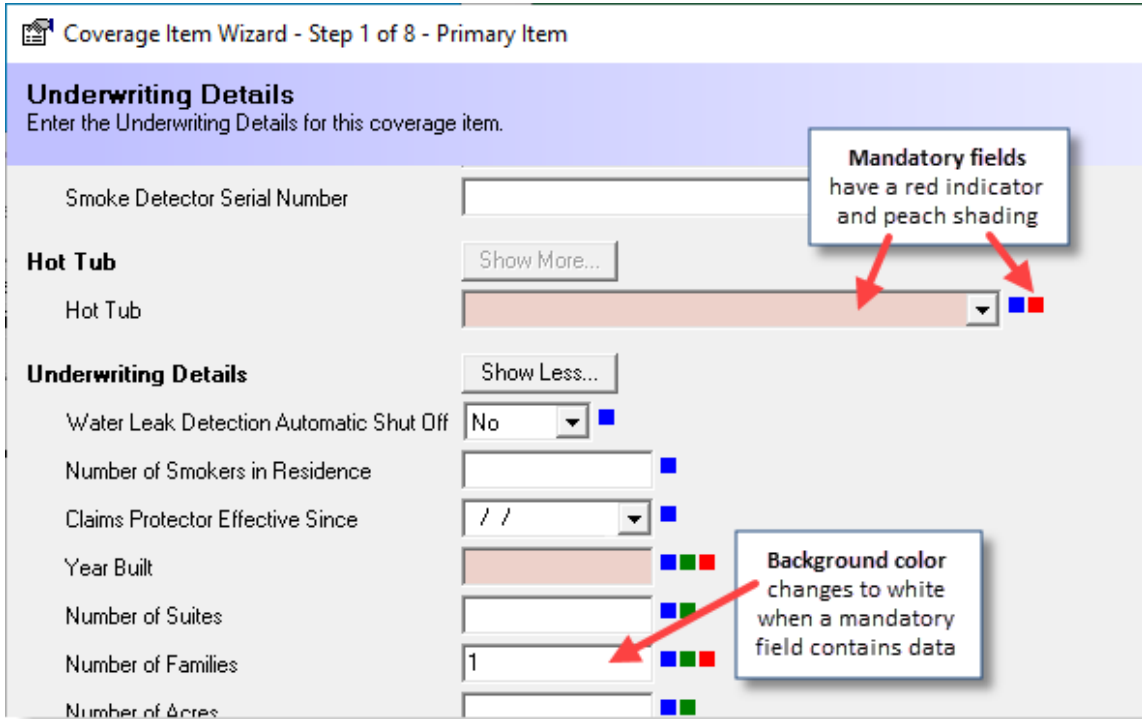 Coverage Item Wizard - Step 1 of 8 - Primary Item
Underwriting Details
Enter the Underwriting Details for this coverage item.
Mandatory fields
have a red indicator
and peach shading
Smoke Detector Serial Number
Hot Tub
Show More...
Hot Tub
Underwriting Details
Show Less...
Water Leak Detection Automatic Shut Off
No
Number of Smokers in Residence
Claims Protector Effective Since
/ /
Year Built
Background color
changes to white
when a mandatory
field contains data
Number of Suites
Number of Families
1
Number of Acres